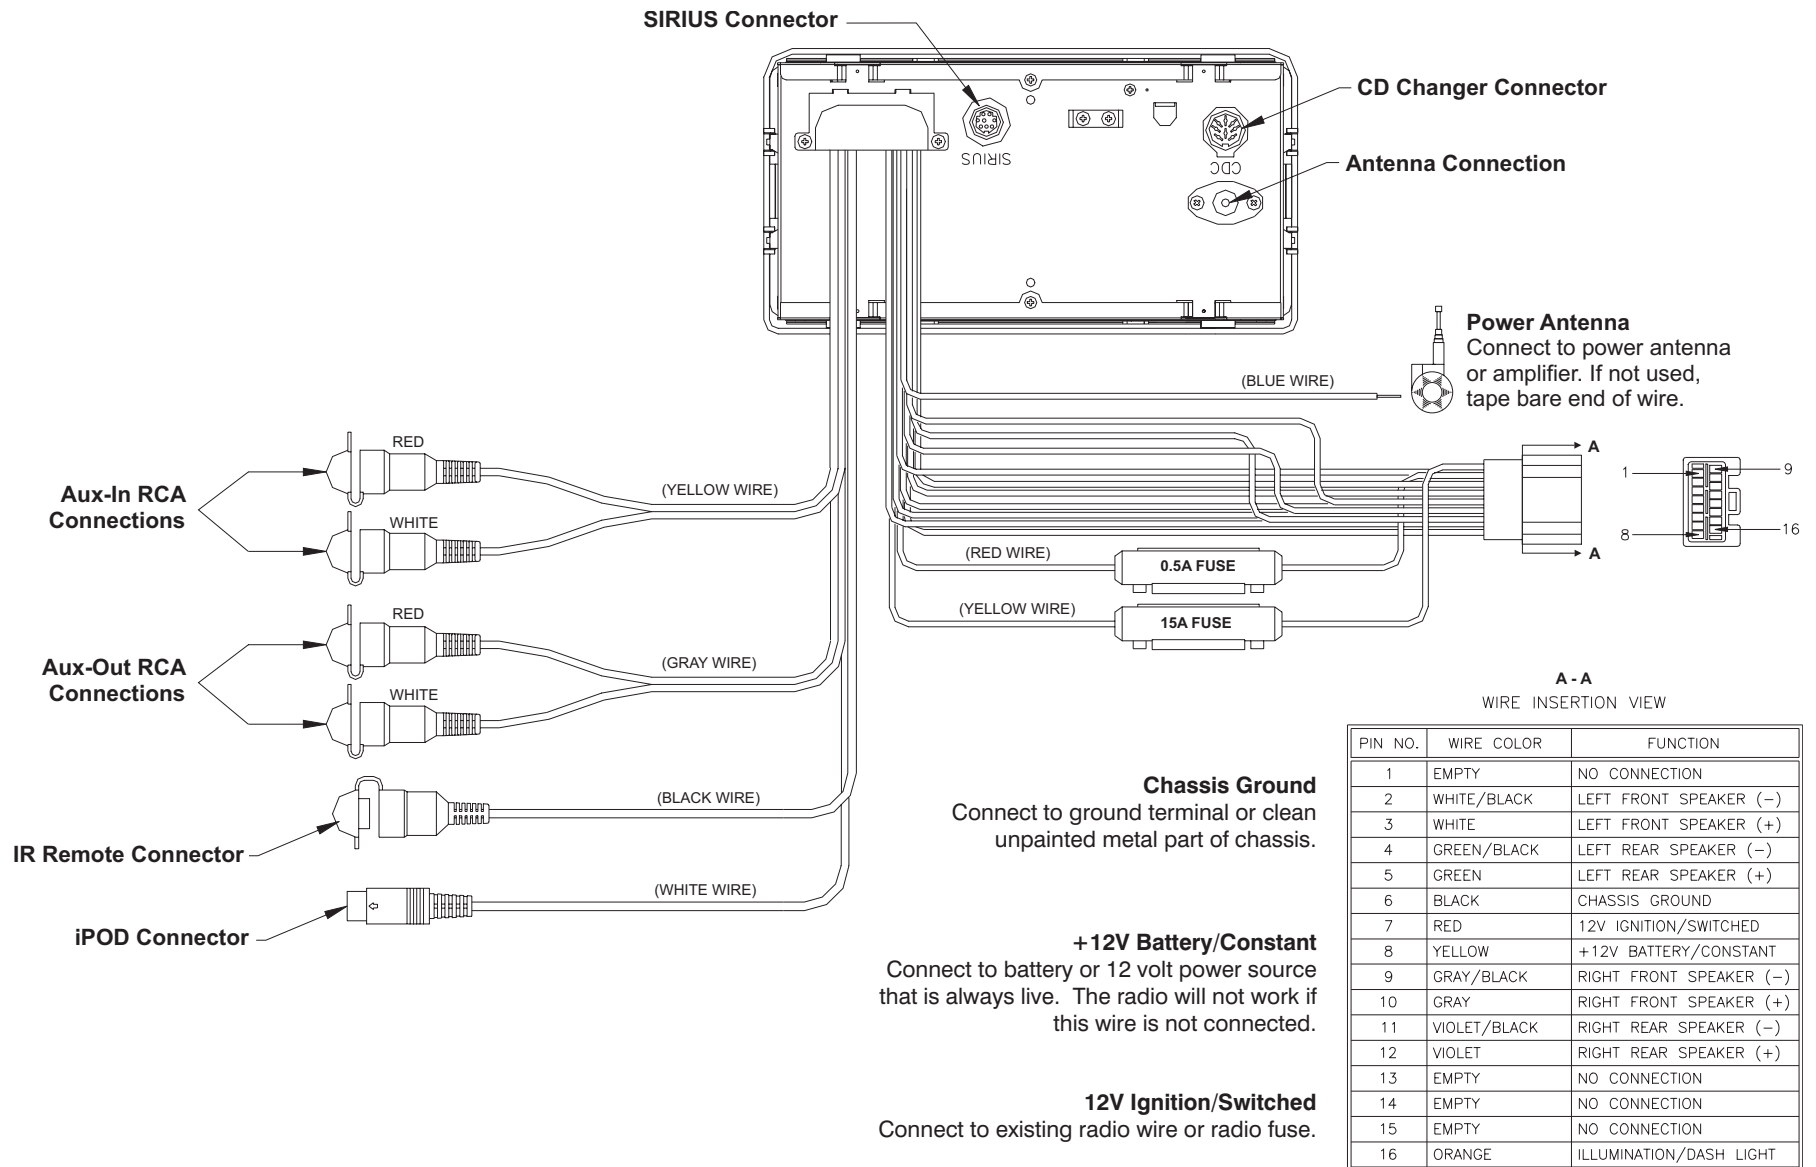 SIRIUS Connector
CD Changer Connector
SIRIUS
CDC
Antenna Connection
Power Antenna
Connect to power antenna
or amplifier. If not used,
tape bare end of wire.
(BLUE WIRE)
RED
Aux-In RCA
Connections
(YELLOW WIRE)
WHITE
A
1
9
8
16
A
(RED WIRE)
0.5A FUSE
(YELLOW WIRE)
15A FUSE
RED
Aux-Out RCA
Connections
(GRAY WIRE)
WHITE
A - A
WIRE INSERTION VIEW
(BLACK WIRE)
IR Remote Connector
(WHITE WIRE)
iPOD Connector
Chassis Ground
Connect to ground terminal or clean
unpainted metal part of chassis.
+12V Battery/Constant
Connect to battery or 12 volt power source
that is always live. The radio will not work if
this wire is not connected.
12V Ignition/Switched
Connect to existing radio wire or radio fuse.
PIN NO. WIRE COLOR FUNCTION
1 EMPTY NO CONNECTION
2 WHITE/BLACK LEFT FRONT SPEAKER (−)
3 WHITE LEFT FRONT SPEAKER (+)
4 GREEN/BLACK LEFT REAR SPEAKER (−)
5 GREEN LEFT REAR SPEAKER (+)
6 BLACK CHASSIS GROUND
7 RED 12V IGNITION/SWITCHED
8 YELLOW +12V BATTERY/CONSTANT
9 GRAY/BLACK RIGHT FRONT SPEAKER (−)
10 GRAY RIGHT FRONT SPEAKER (+)
11 VIOLET/BLACK RIGHT REAR SPEAKER (−)
12 VIOLET RIGHT REAR SPEAKER (+)
13 EMPTY NO CONNECTION
14 EMPTY NO CONNECTION
15 EMPTY NO CONNECTION
16 ORANGE ILLUMINATION/DASH LIGHT